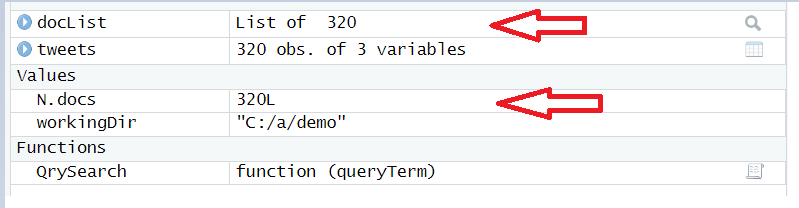 docList List of 320
tweets 320 obs. of 3 variables
Values
N.docs 320L
workingDir "C:/a/demo"
Functions
QrySearch function (queryTerm)